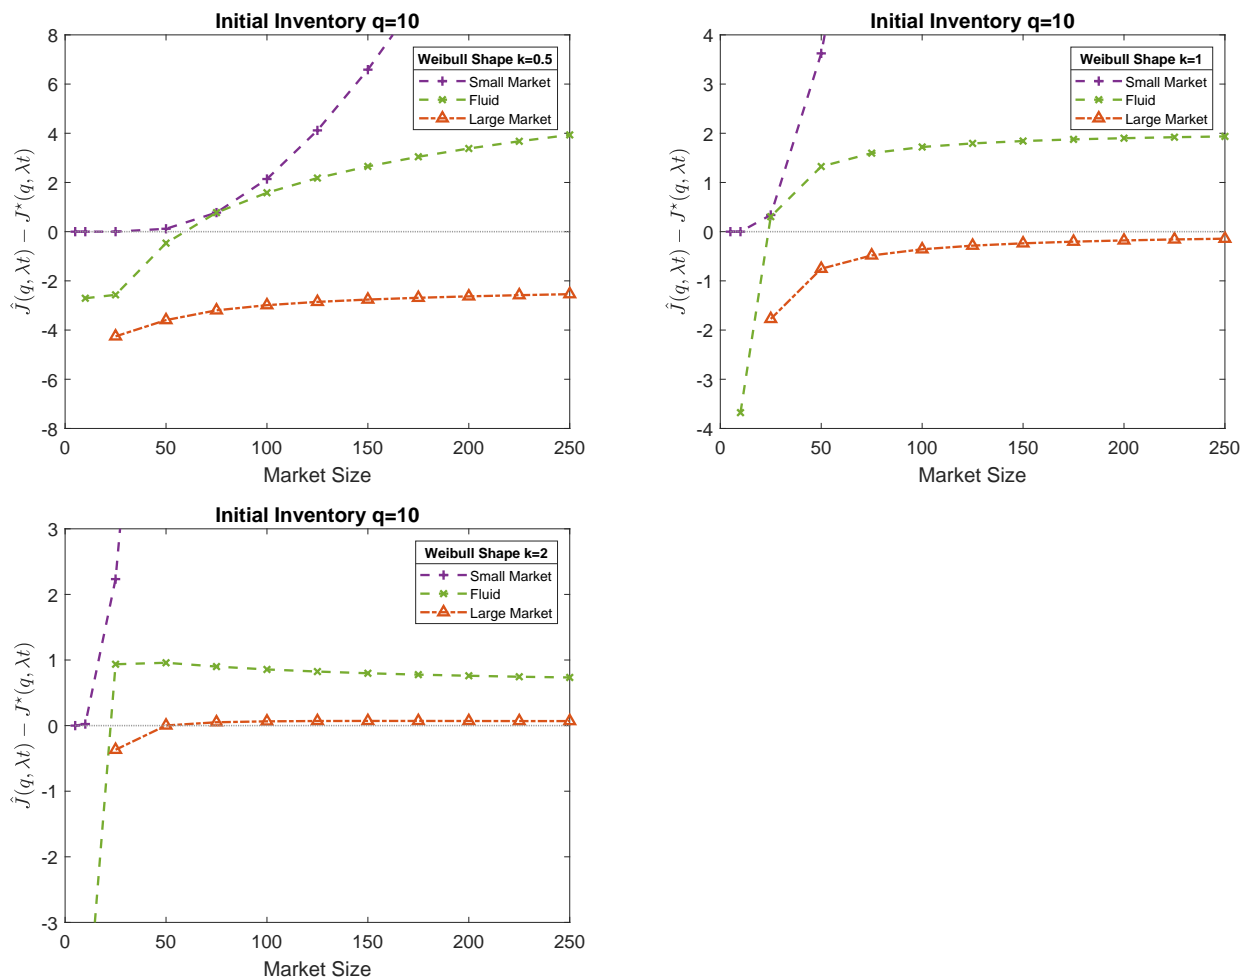 Initial Inventory q=10
8
6
4
2
0
-2
-4
-6
-8
0 50 100 150 200 250
Market Size
Ĵ(q, λt) − J*(q, λt)
Weibull Shape k=0.5
Small Market
Fluid
Large Market
Initial Inventory q=10
4
3
2
1
0
-1
-2
-3
-4
0 50 100 150 200 250
Market Size
Ĵ(q, λt) − J*(q, λt)
Weibull Shape k=1
Small Market
Fluid
Large Market
Initial Inventory q=10
3
2
1
0
-1
-2
-3
0 50 100 150 200 250
Market Size
Ĵ(q, λt) − J*(q, λt)
Weibull Shape k=2
Small Market
Fluid
Large Market